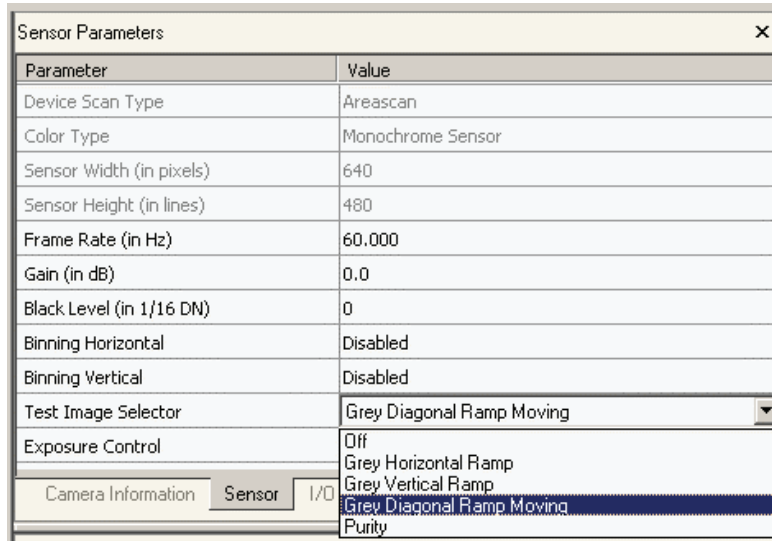 Sensor Parameters ×
Parameter Value
Device Scan Type Areascan
Color Type Monochrome Sensor
Sensor Width (in pixels) 640
Sensor Height (in lines) 480
Frame Rate (in Hz) 60.000
Gain (in dB) 0.0
Black Level (in 1/16 DN) 0
Binning Horizontal Disabled
Binning Vertical Disabled
Test Image Selector Grey Diagonal Ramp Moving
Exposure Control
Off
Grey Horizontal Ramp
Grey Vertical Ramp
Grey Diagonal Ramp Moving
Purity
Camera Information Sensor I/O